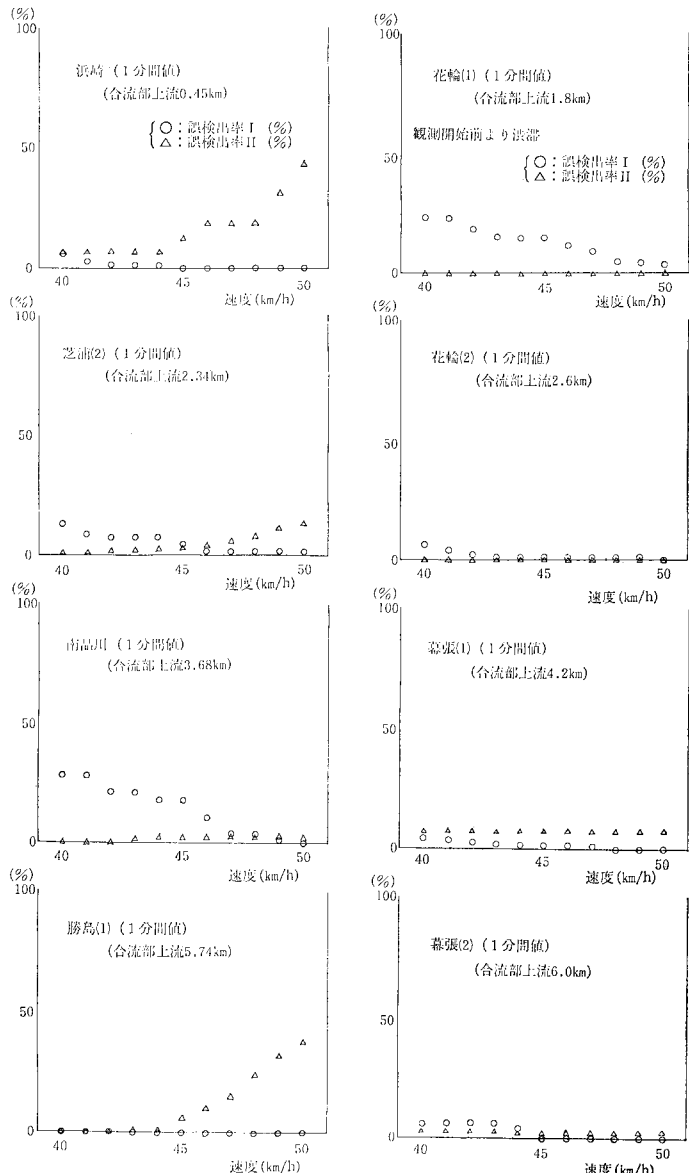 (%)
100
浜崎 (1分間値)
(合流部上流0.45km)
○:誤検出率I (%)
△:誤検出率II (%)
50
0
40
45
50
速度(km/h)
(%)
100
花輪(1) (1分間値)
(合流部上流1.8km)
観測開始前より渋滞
○:誤検出率I (%)
△:誤検出率II (%)
50
0
40
45
50
速度(km/h)
(%)
100
芝浦(2) (1分間値)
(合流部上流2.34km)
50
0
40
45
50
速度(km/h)
(%)
100
花輪(2) (1分間値)
(合流部上流2.6km)
50
0
40
45
50
速度(km/h)
(%)
100
南品川 (1分間値)
(合流部上流3.68km)
50
0
40
45
50
速度(km/h)
(%)
100
幕張(1) (1分間値)
(合流部上流4.2km)
50
0
40
45
50
速度(km/h)
(%)
100
勝島(1) (1分間値)
(合流部上流5.74km)
50
0
40
45
50
速度(km/h)
(%)
100
幕張(2) (1分間値)
(合流部上流6.0km)
50
0
40
45
50
速度(km/h)